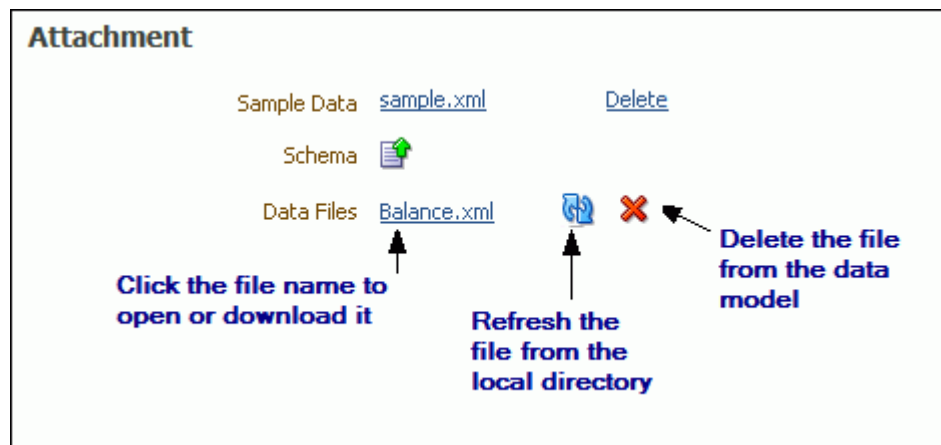 Attachment
Sample Data sample.xml Delete
Schema
Data Files Balance.xml
Click the file name to
open or download it
Refresh the
file from the
local directory
Delete the file
from the data
model